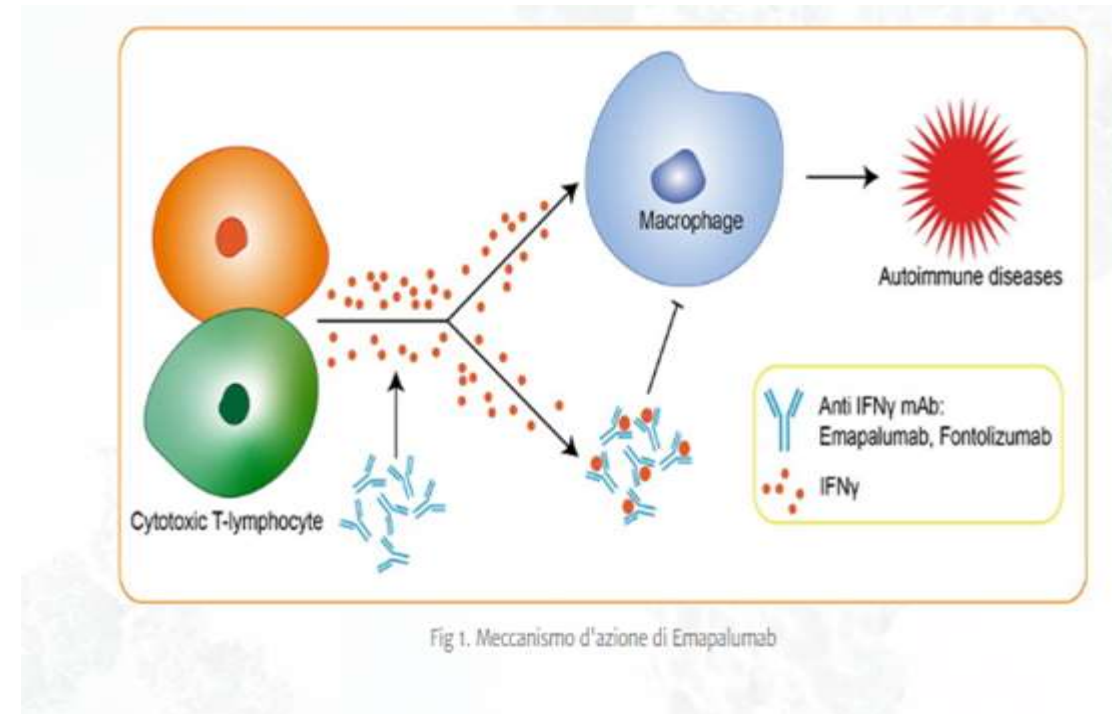 Macrophage
Autoimmune diseases
Cytotoxic T-lymphocyte
Anti IFNγ mAb:
Emapalumab, Fontolizumab
IFNγ
Fig 1. Meccanismo d'azione di Emapalumab